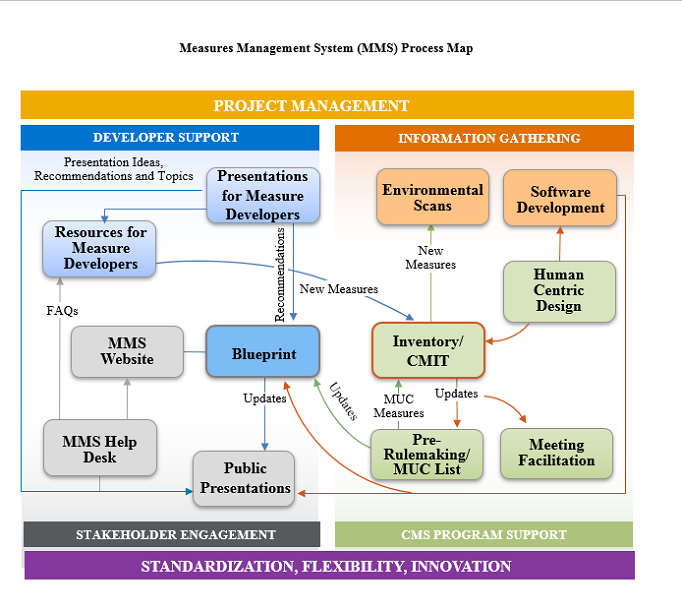 Measures Management System (MMS) Process Map
PROJECT MANAGEMENT
DEVELOPER SUPPORT
INFORMATION GATHERING
Presentation Ideas,
Recommendations and Topics
Presentations
for Measure
Developers
Environmental
Scans
Software
Development
Resources for
Measure
Developers
Recommendations
New
Measures
Human
Centric
Design
New Measures
FAQs
MMS
Website
Blueprint
Inventory/
CMIT
Updates
Updates
MUC
Measures
Updates
MMS Help
Desk
Public
Presentations
Pre-
Rulemaking/
MUC List
Meeting
Facilitation
STAKEHOLDER ENGAGEMENT
CMS PROGRAM SUPPORT
STANDARDIZATION, FLEXIBILITY, INNOVATION